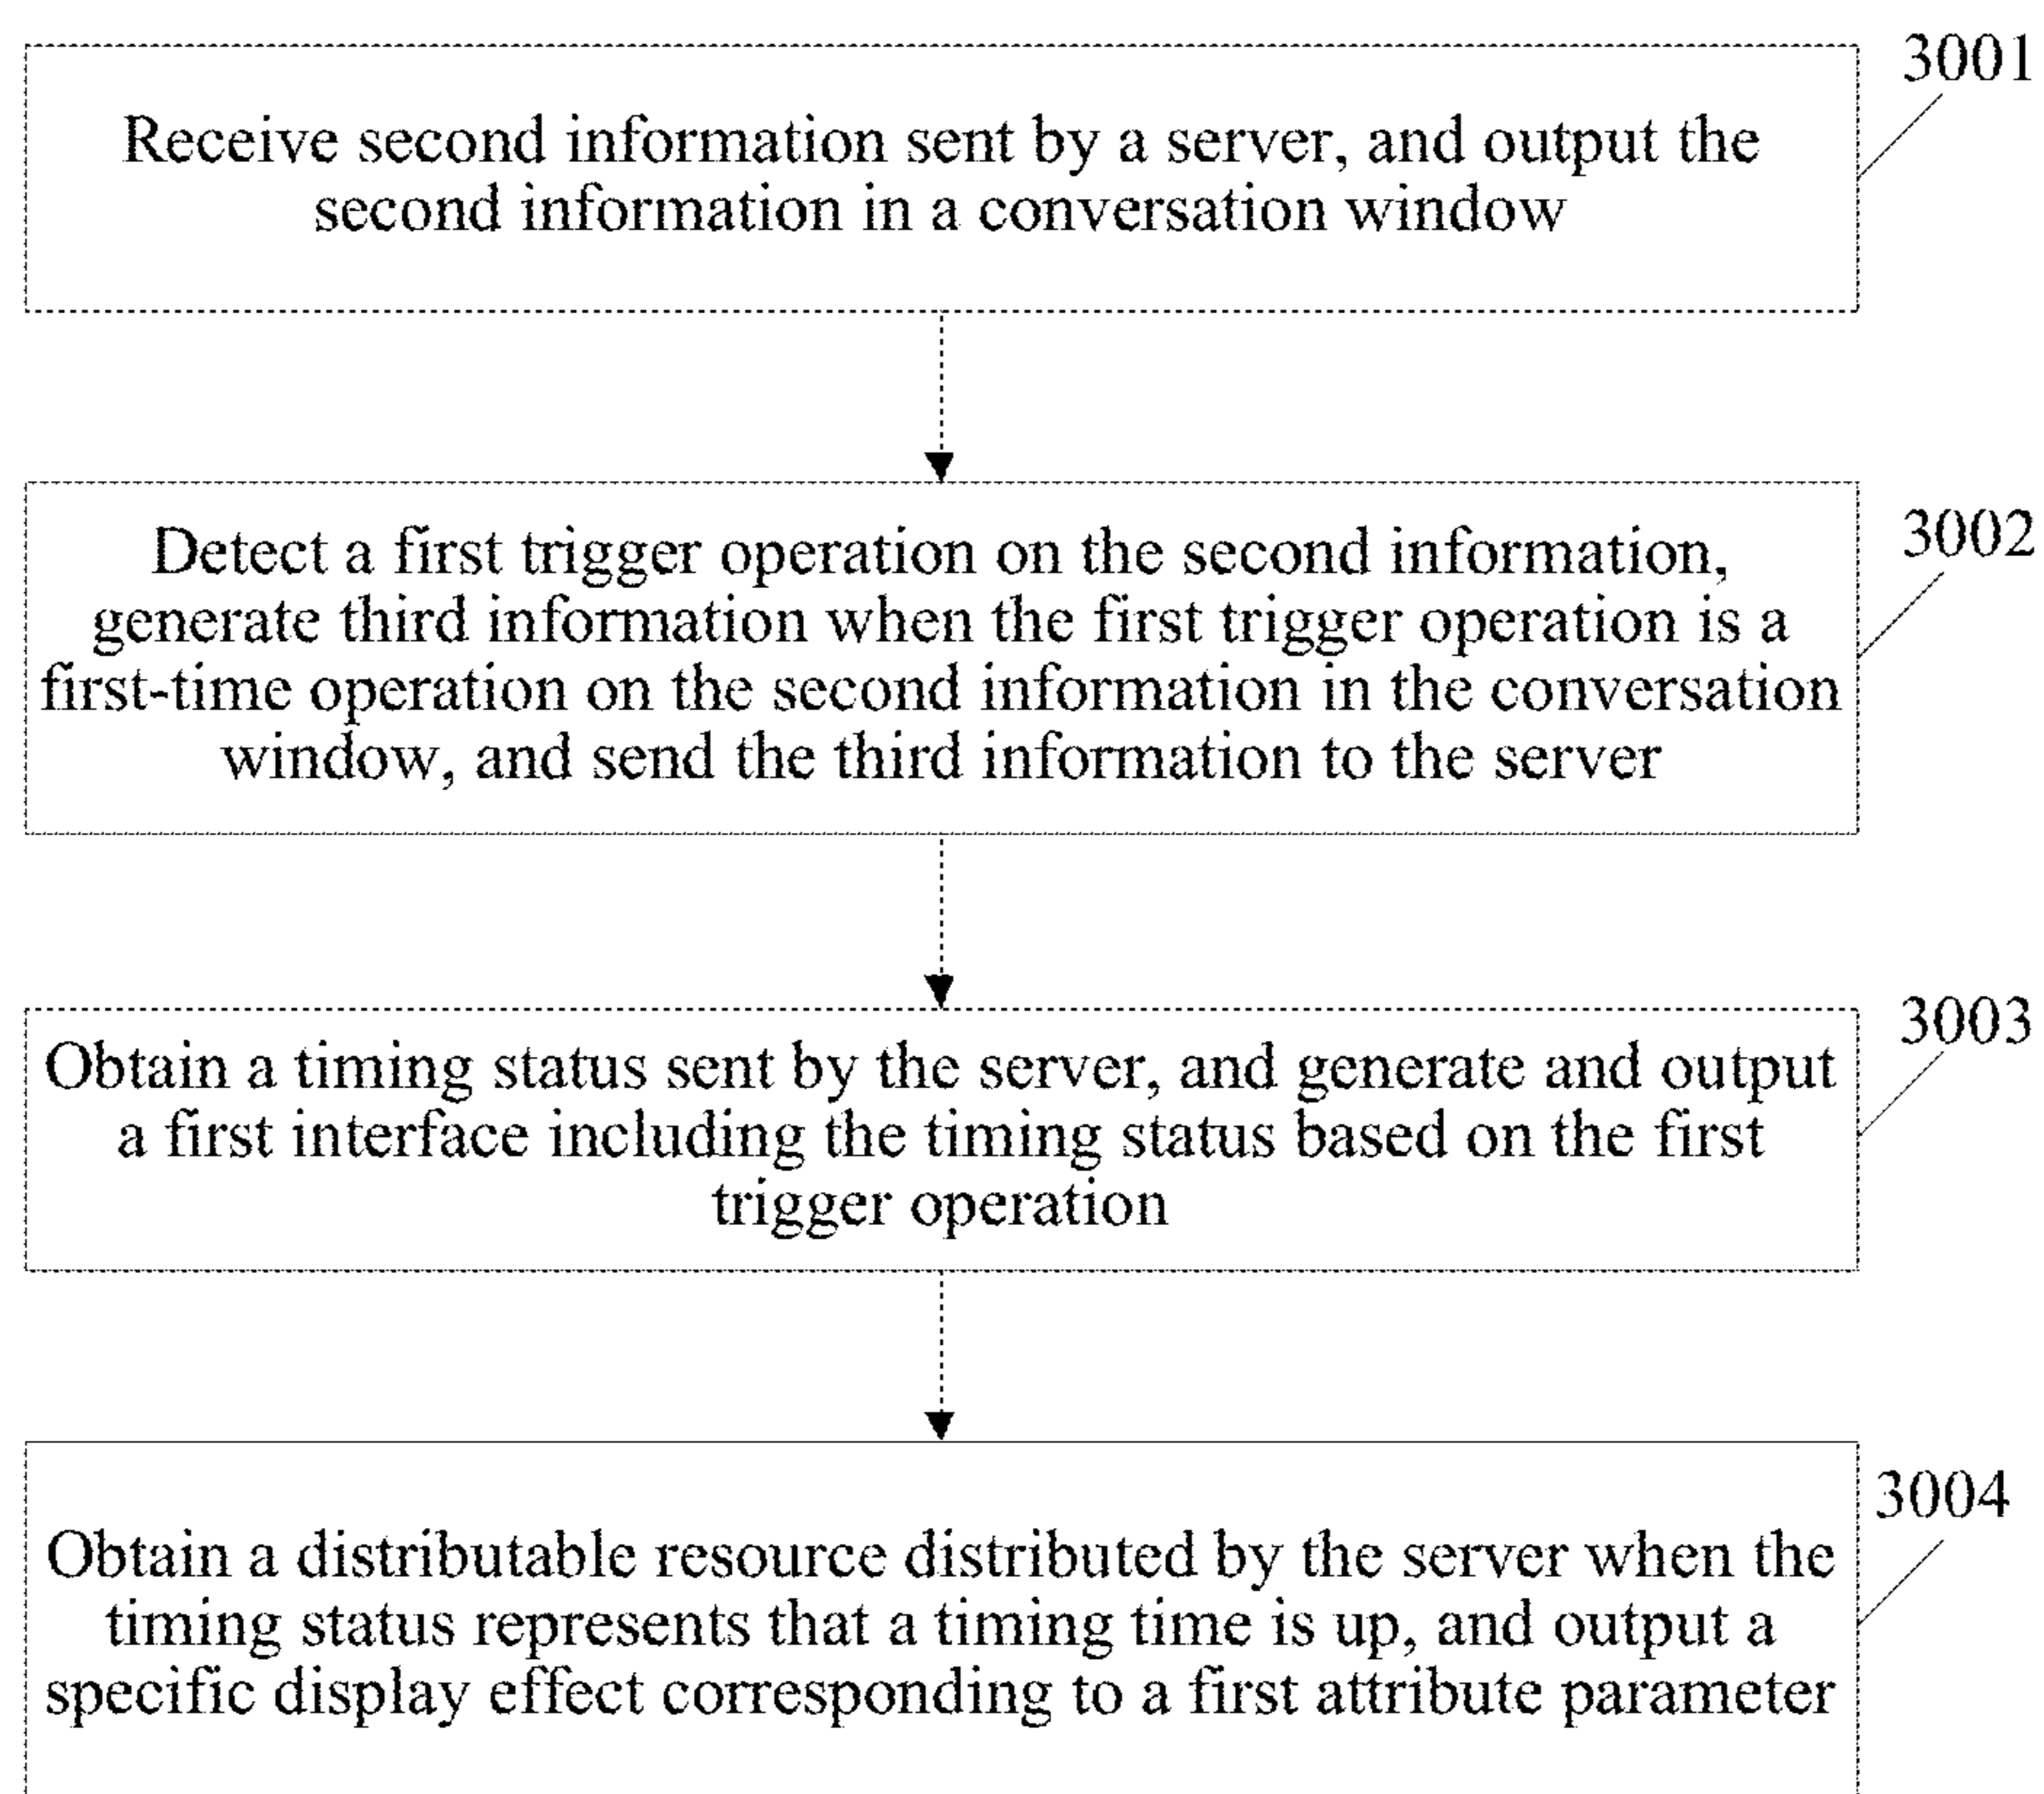 3001
Receive second information sent by a server, and output the
second information in a conversation window
3002
Detect a first trigger operation on the second information,
generate third information when the first trigger operation is a
first-time operation on the second information in the conversation
window, and send the third information to the server
3003
Obtain a timing status sent by the server, and generate and output
a first interface including the timing status based on the first
trigger operation
3004
Obtain a distributable resource distributed by the server when the
timing status represents that a timing time is up, and output a
specific display effect corresponding to a first attribute parameter